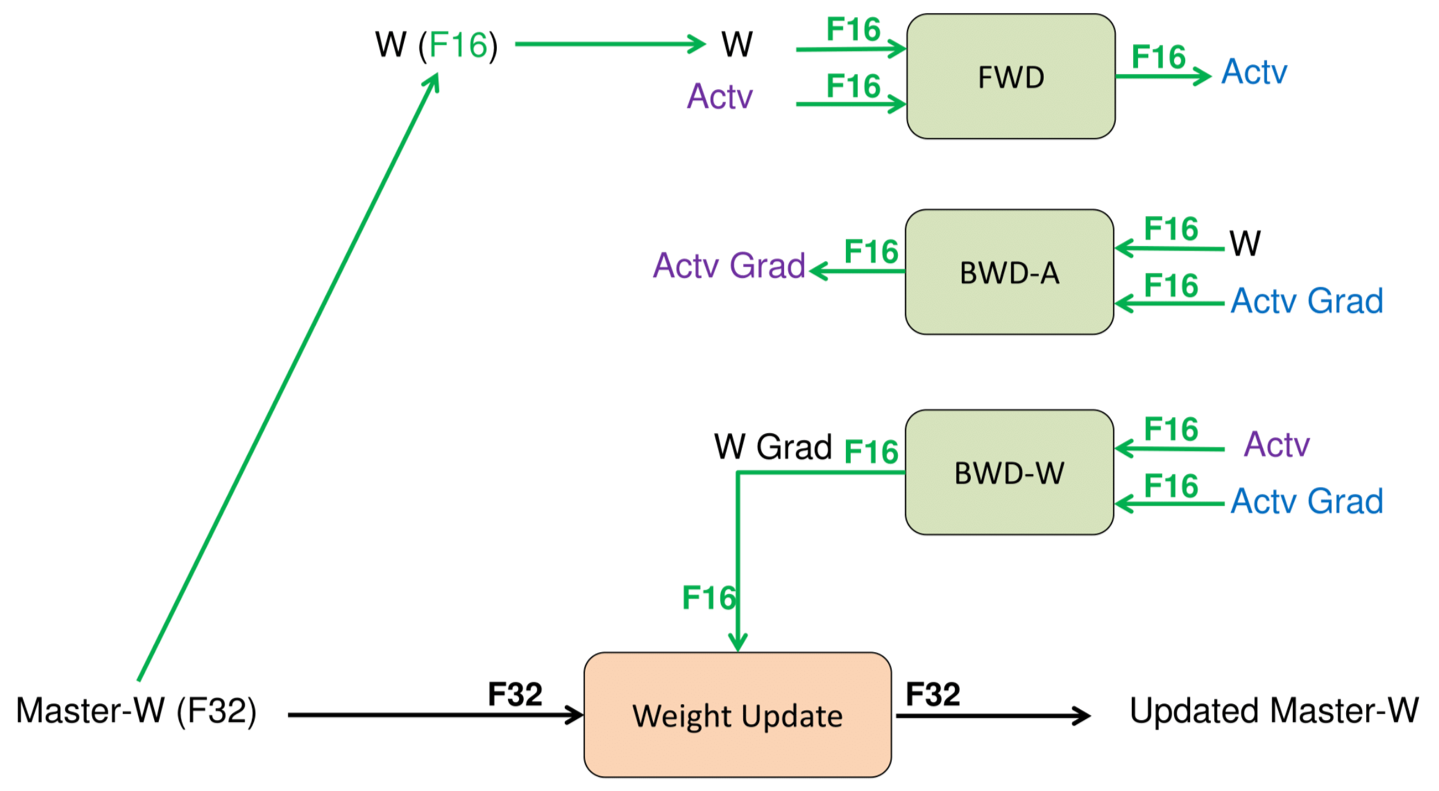 W (F16)
W
F16
Actv
F16
FWD
F16
Actv
Actv Grad
F16
BWD-A
F16
W
F16
Actv Grad
W Grad
F16
BWD-W
F16
Actv
F16
Actv Grad
F16
Master-W (F32)
F32
Weight Update
F32
Updated Master-W